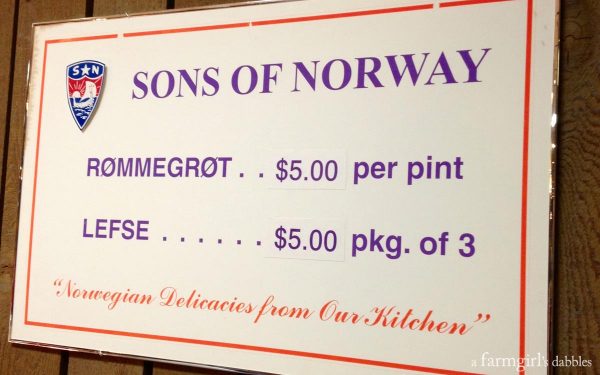 S N
SONS OF NORWAY
RØMMEGRØT . . $5.00 per pint
LEFSE . . . . . . $5.00 pkg. of 3
“Norwegian Delicacies from Our Kitchen”
a farmgirl's dabbles